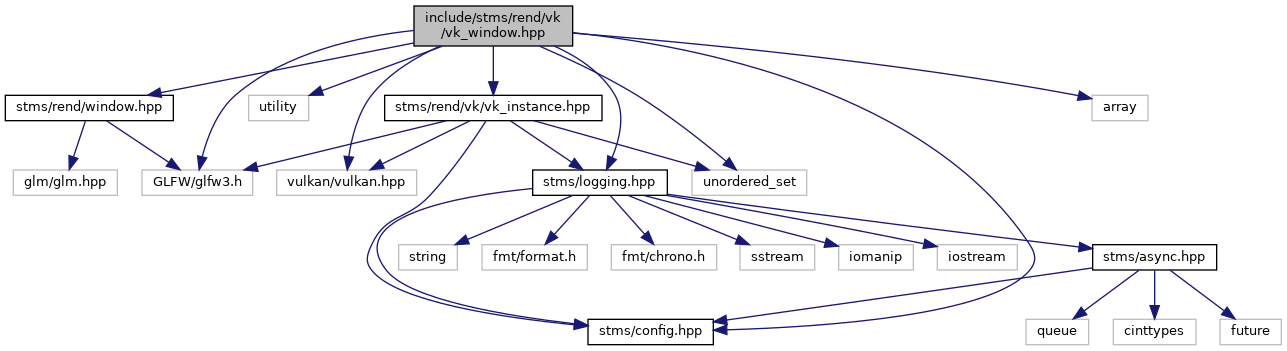 include/stms/rend/vk
/vk_window.hpp
stms/rend/window.hpp
utility
stms/rend/vk/vk_instance.hpp
array
glm/glm.hpp
GLFW/glfw3.h
vulkan/vulkan.hpp
stms/logging.hpp
unordered_set
string
fmt/format.h
fmt/chrono.h
sstream
iomanip
iostream
stms/async.hpp
stms/config.hpp
queue
cinttypes
future